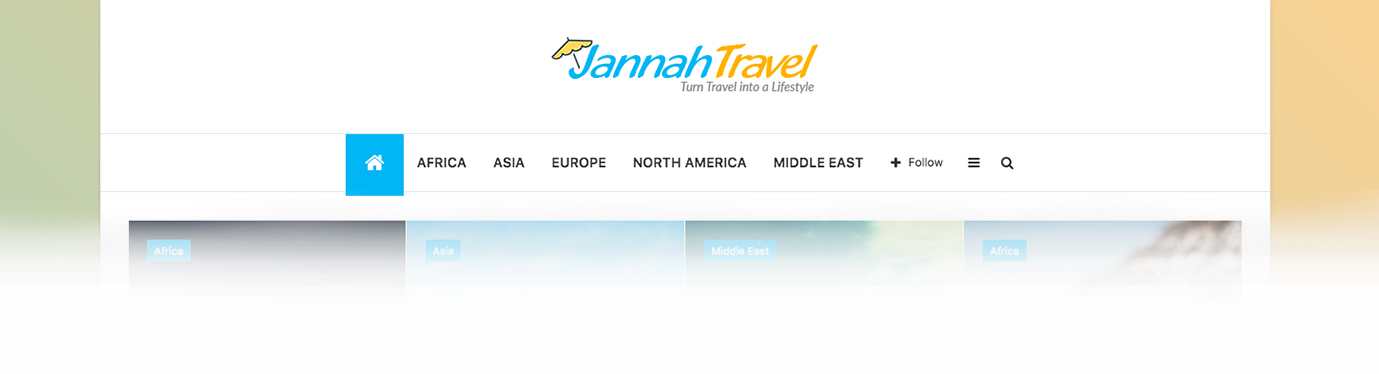 JannahTravel
Turn Travel into a Lifestyle
AFRICA ASIA EUROPE NORTH AMERICA MIDDLE EAST Follow
Africa Asia Middle East Africa